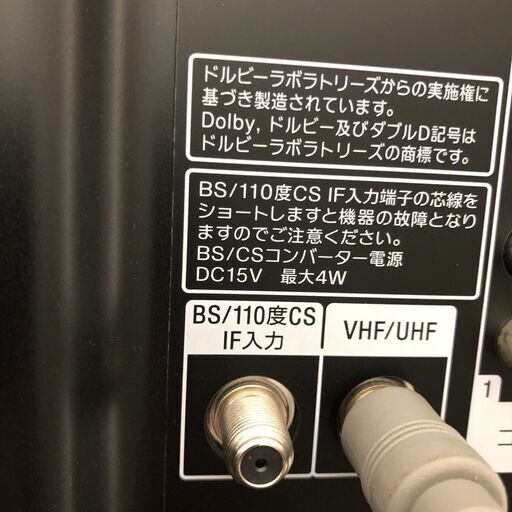 ドルビーラボラトリーズからの実施権に
基づき製造されています。
Dolby, ドルビー及びダブルD記号は
ドルビーラボラトリーズの商標です。
BS/110度CS IF入力端子の芯線を
ショートしますと機器の故障となり
ますのでご注意ください。
BS/CSコンバーター電源
DC15V 最大4W
BS/110度CS
IF入力
VHF/UHF
1